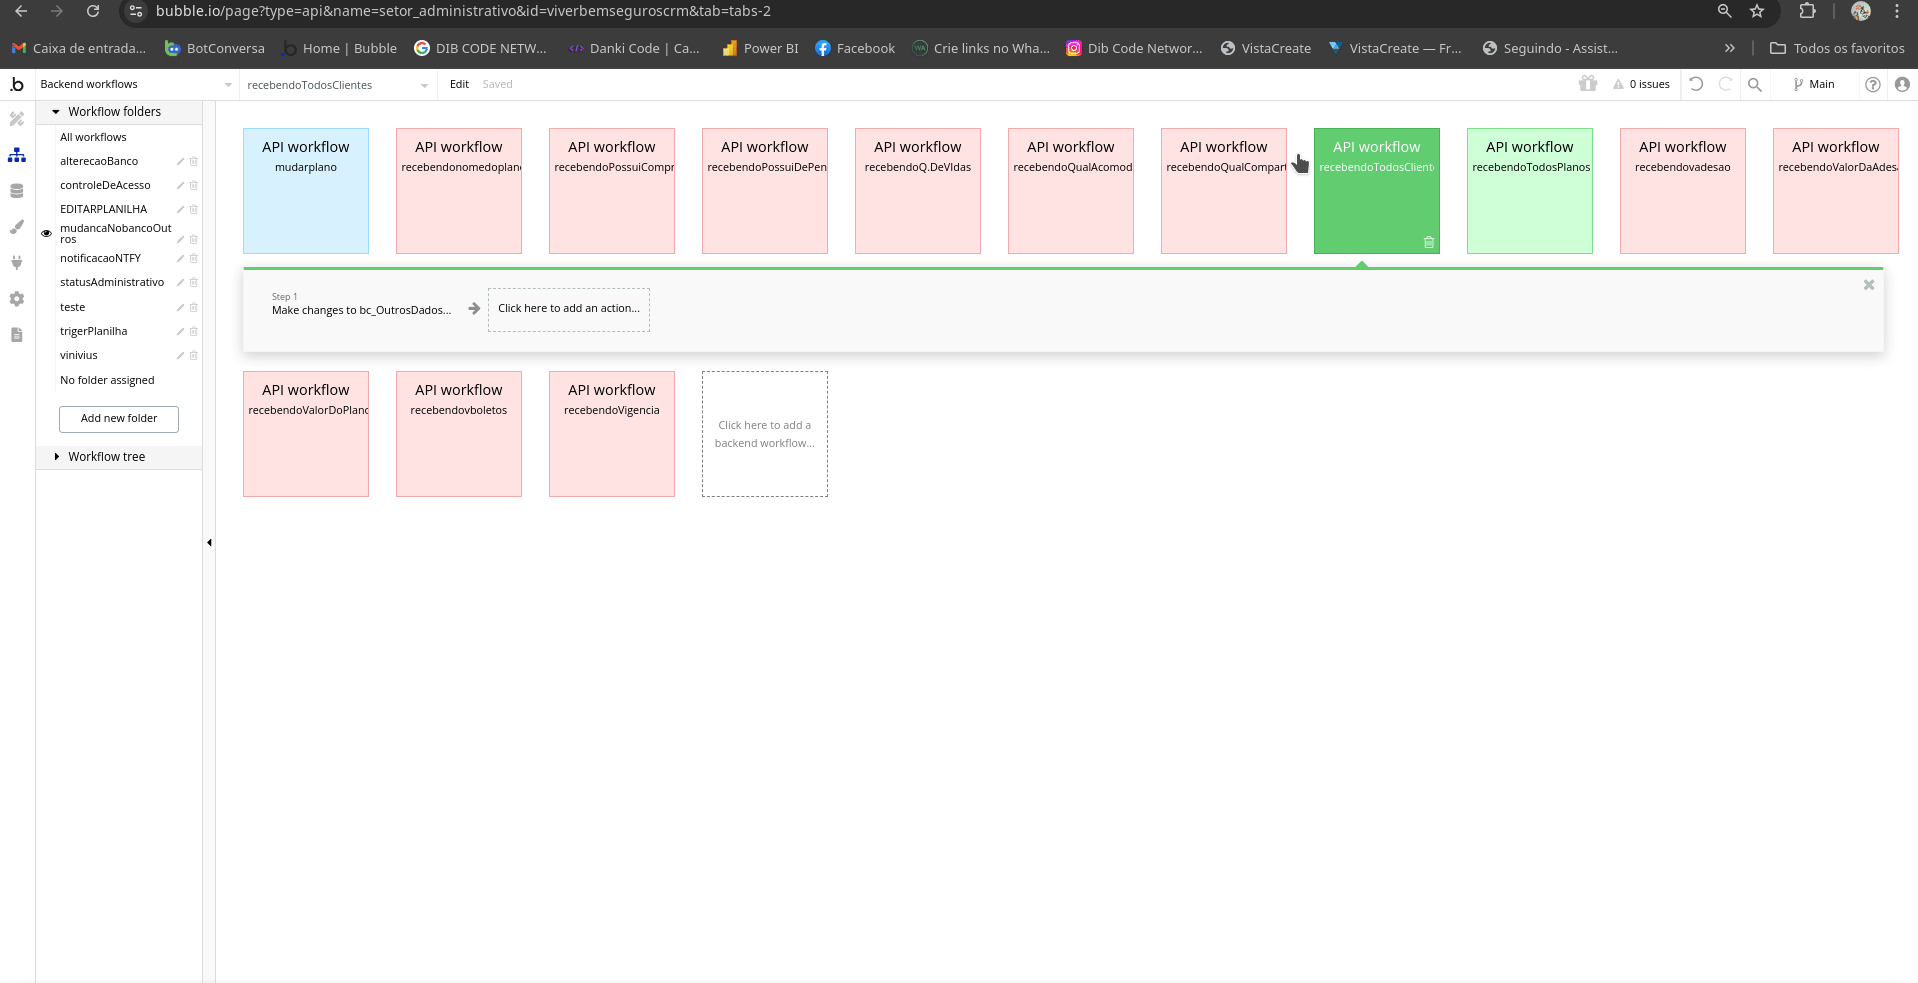 bubble.io/page?type=api&name=setor_administrativo&id=viverbemseguroscrm&tab=tabs-2
Caixa de entrada... BotConversa Home | Bubble DIB CODE NETW... Danki Code | Ca... Power BI Facebook Crie links no Wha... Dib Code Networ... VistaCreate VistaCreate — Fr... Seguindo - Assist... Todos os favoritos
Backend workflows recebendoTodosClientes Edit Saved 0 issues Main
Workflow folders
All workflows
alterecaoBanco
controleDeAcesso
EDITARPLANILHA
mudancaNobancoOut
ros
notificacaoNTFY
statusAdministrativo
teste
trigerPlanilha
vinivius
No folder assigned
Add new folder
Workflow tree
API workflow
mudarplano
API workflow
recebendonomedoplano
API workflow
recebendoPossuiCompr
API workflow
recebendoPossuiDePen
API workflow
recebendoQ.DeVIdas
API workflow
recebendoQualAcomod
API workflow
recebendoQualCompart
API workflow
recebendoTodosClient
API workflow
recebendoTodosPlanos
API workflow
recebendovadesao
API workflow
recebendoValorDaAdes
Step 1
Make changes to bc_OutrosDados...
Click here to add an action...
API workflow
recebendoValorDoPlano
API workflow
recebendovboletos
API workflow
recebendoVigencia
Click here to add a
backend workflow...